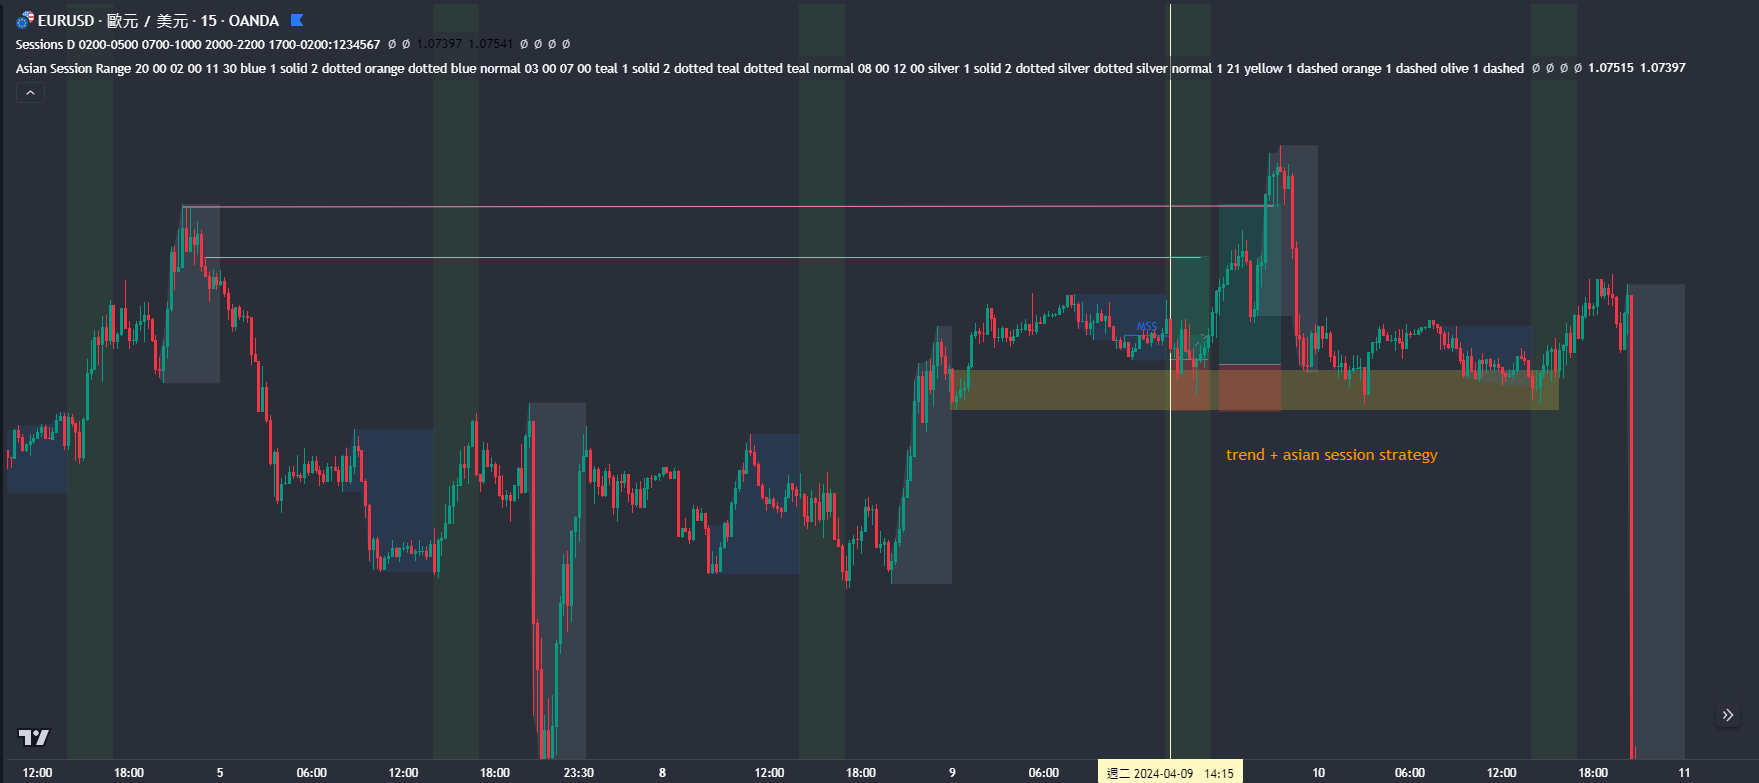 EURUSD · 歐元 / 美元 · 15 · OANDA
Sessions D 0200-0500 0700-1000 2000-2200 1700-0200:1234567 ∅ ∅ 1.07397 1.07541 ∅ ∅ ∅ ∅
Asian Session Range 20 00 02 00 11 30 blue 1 solid 2 dotted orange dotted blue normal 03 00 07 00 teal 1 solid 2 dotted teal dotted teal normal 08 00 12 00 silver 1 solid 2 dotted silver dotted silver normal 1 21 yellow 1 dashed orange 1 dashed olive 1 dashed ∅ ∅ ∅ ∅ 1.07515 1.07397
MSS
trend + asian session strategy
12:00 18:00 5 06:00 12:00 18:00 23:30 8 12:00 18:00 9 06:00 週二 2024-04-09 14:15 10 06:00 12:00 18:00 11